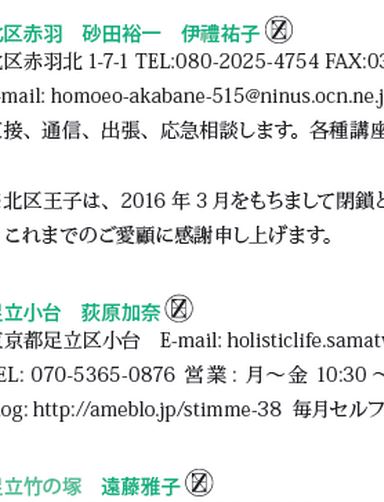 北区赤羽 砂田裕一 伊禮祐子
北区赤羽北 1-7-1 TEL:080-2025-4754 FAX:03
-mail: homoeo-akabane-515@ninus.ocn.ne.j
接、通信、出張、応急相談します。各種講座
北区王子は、2016 年 3 月をもちまして閉鎖と
これまでのご愛顧に感謝申し上げます。
足立小台 荻原加奈
京都足立区小台 E-mail: holisticlife.samat
EL: 070-5365-0876 営業 : 月〜金 10:30 〜
log: http://ameblo.jp/stimme-38 毎月セルフ
足立竹の塚 遠藤雅子